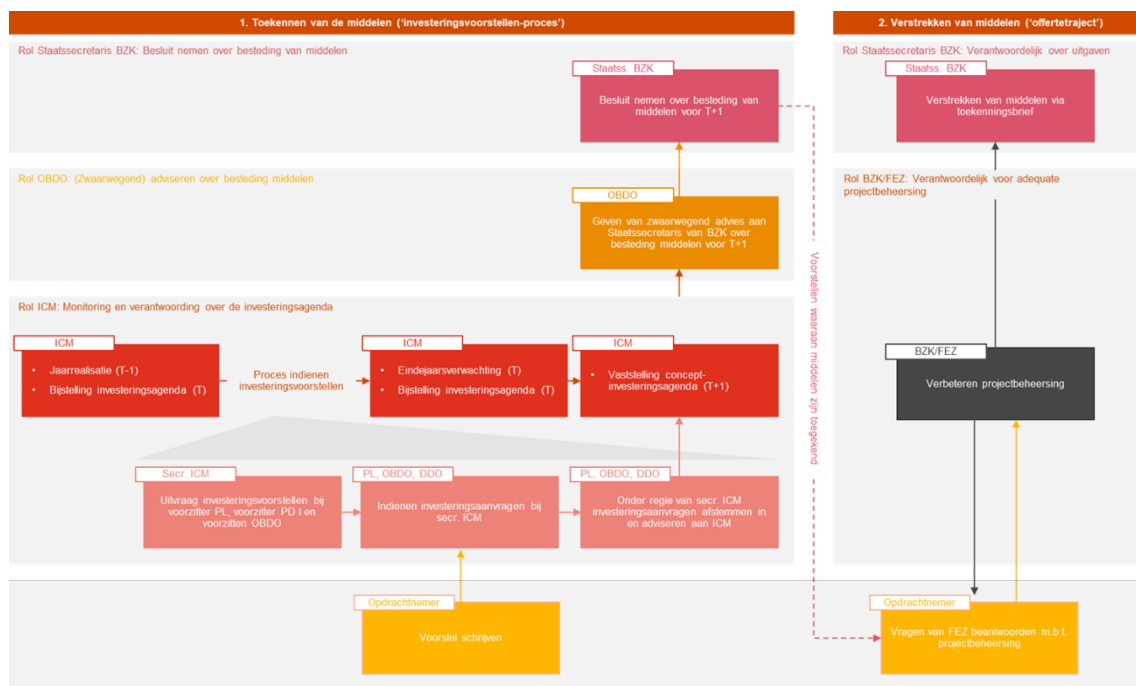 1. Toekennen van de middelen ('investeringsvoorstellen-proces')
Rol Staatssecretaris BZK: Besluit nemen over besteding van middelen
Staatss. BZK
Besluit nemen over besteding van
middelen voor T+1
Rol OBDO: (Zwaarwegend) adviseren over besteding middelen
OBDO
Geven van zwaarwegend advies aan
Staatssecretaris van BZK over
besteding middelen voor T+1
Rol ICM: Monitoring en verantwoording over de investeringsagenda
ICM
• Jaarrealisatie (T-1)
• Bijstelling investeringsagenda (T)
Proces indienen
investeringsvoorstellen
ICM
• Eindejaarsverwachting (T)
• Bijstelling investeringsagenda (T)
ICM
• Vaststelling concept-
investeringsagenda (T+1)
Secr. ICM
Uitvraag investeringsvoorstellen bij
voorzitter PL, voorzitter PD I en
voorzitten OBDO
PL, OBDO, DDO
Indienen investeringsaanvragen bij
secr. ICM
PL, OBDO, DDO
Onder regie van secr. ICM
investeringsaanvragen afstemmen in
en adviseren aan ICM
Opdrachtnemer
Voorstel schrijven
Voorstellen waaraan middelen zijn toegekend
2. Verstrekken van middelen ('offertetraject')
Rol Staatssecretaris BZK: Verantwoordelijk over uitgaven
Staatss. BZK
Verstrekken van middelen via
toekenningsbrief
Rol BZK/FEZ: Verantwoordelijk voor adequate
projectbeheersing
BZK/FEZ
Verbeteren projectbeheersing
Opdrachtnemer
Vragen van FEZ beantwoorden m.b.t.
projectbeheersing